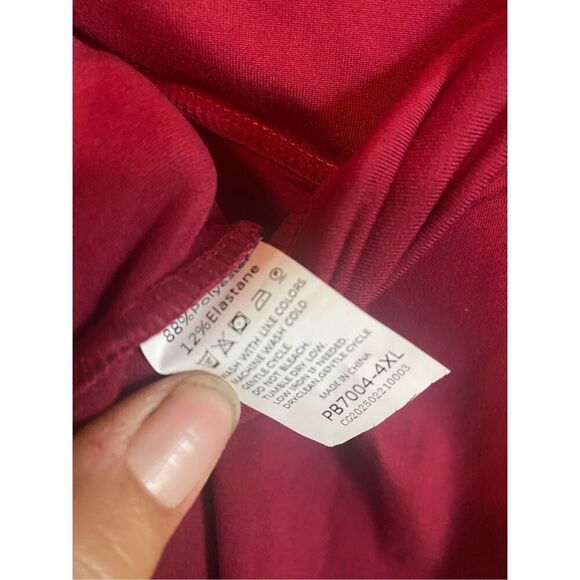 88%Polyester
12%Elastane
WASH WITH LIKE COLORS.
MACHINE WASH COLD.
GENTLE CYCLE
DO NOT BLEACH.
TUMBLE DRY LOW.
LOW IRON IF NEEDED.
DRYCLEAN,GENTLE CYCLE
MADE IN CHINA
PB7004-4XL
CG202502210003